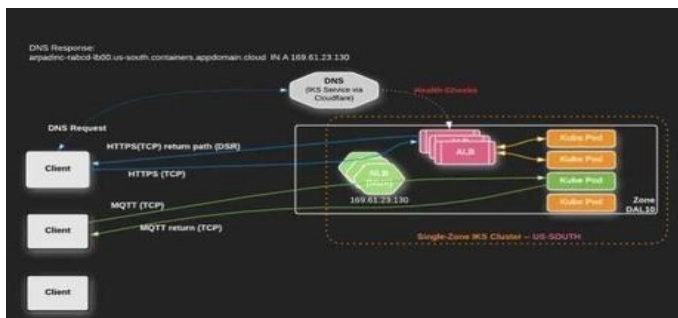 DNS Response:
arpadinc-rabcd-lb00.us-south.containers.appdomain.cloud IN A 169.61.23.130
DNS
(IKS Service via
Cloudflare)
Health Checks
DNS Request
HTTPS(TCP) return path (DSR)
Client
HTTPS (TCP)
ALB
Kube Pod
Kube Pod
NLB
169.61.23.130
Kube Pod
Kube Pod
MQTT (TCP)
Client
MQTT return (TCP)
Zone
DAL10
Single-Zone IKS Cluster -- US-SOUTH
Client